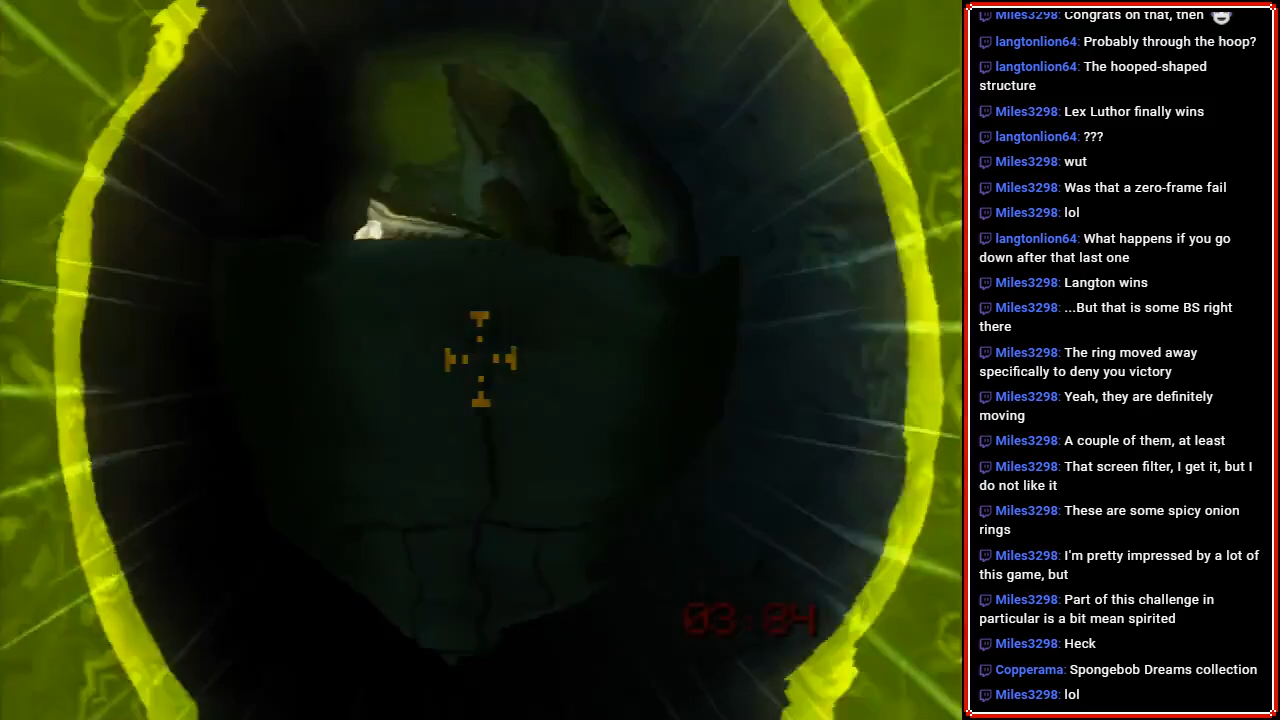 Miles3298: Congrats on that, then
langtonlion64: Probably through the hoop?
langtonlion64: The hooped-shaped
structure
Miles3298: Lex Luthor finally wins
langtonlion64: ???
Miles3298: wut
Miles3298: Was that a zero-frame fail
Miles3298: lol
langtonlion64: What happens if you go
down after that last one
Miles3298: Langton wins
Miles3298: ...But that is some BS right
there
Miles3298: The ring moved away
specifically to deny you victory
Miles3298: Yeah, they are definitely
moving
Miles3298: A couple of them, at least
Miles3298: That screen filter, I get it, but I
do not like it
Miles3298: These are some spicy onion
rings
Miles3298: I'm pretty impressed by a lot of
this game, but
Miles3298: Part of this challenge in
particular is a bit mean spirited
Miles3298: Heck
Copperama: Spongebob Dreams collection
Miles3298: lol
03:84